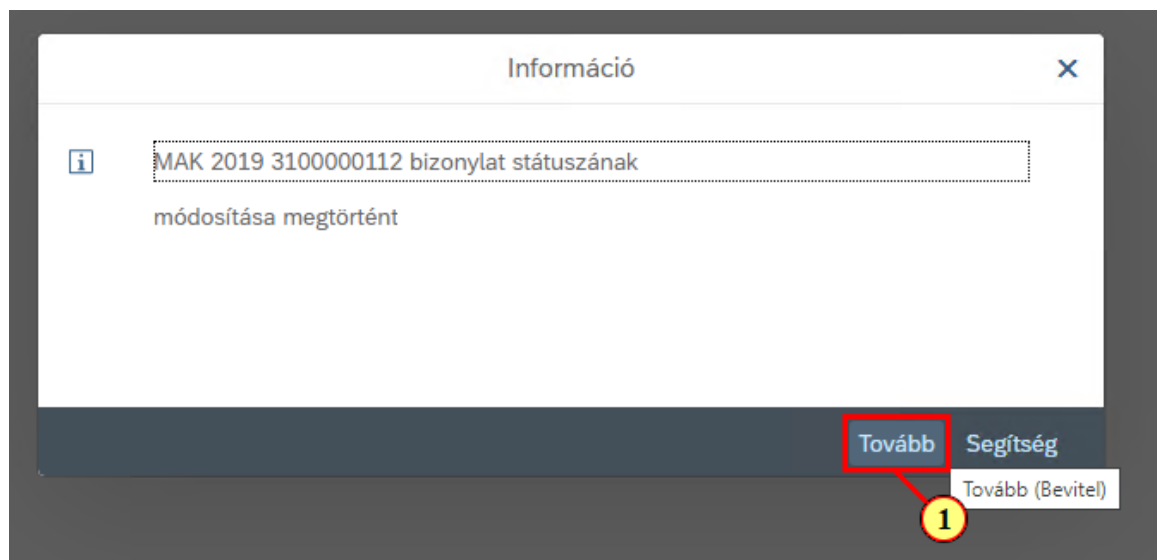 Információ
MAK 2019 3100000112 bizonylat státuszának
módosítása megtörtént
Tovább Segítség
Tovább (Bevitel)
1